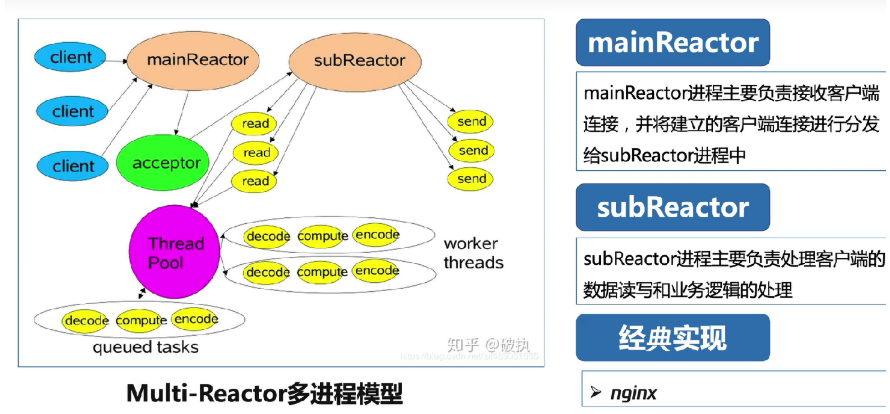 client
mainReactor
subReactor
client
client
acceptor
read
read
read
send
send
send
Thread
Pool
decode compute encode
decode compute encode
worker
threads
decode compute encode
queued tasks
知乎 @破执
Multi-Reactor多进程模型
mainReactor
mainReactor进程主要负责接收客户端
连接，并将建立的客户端连接进行分发
给subReactor进程中
subReactor
subReactor进程主要负责处理客户端的
数据读写和业务逻辑的处理
经典实现
➢ nginx